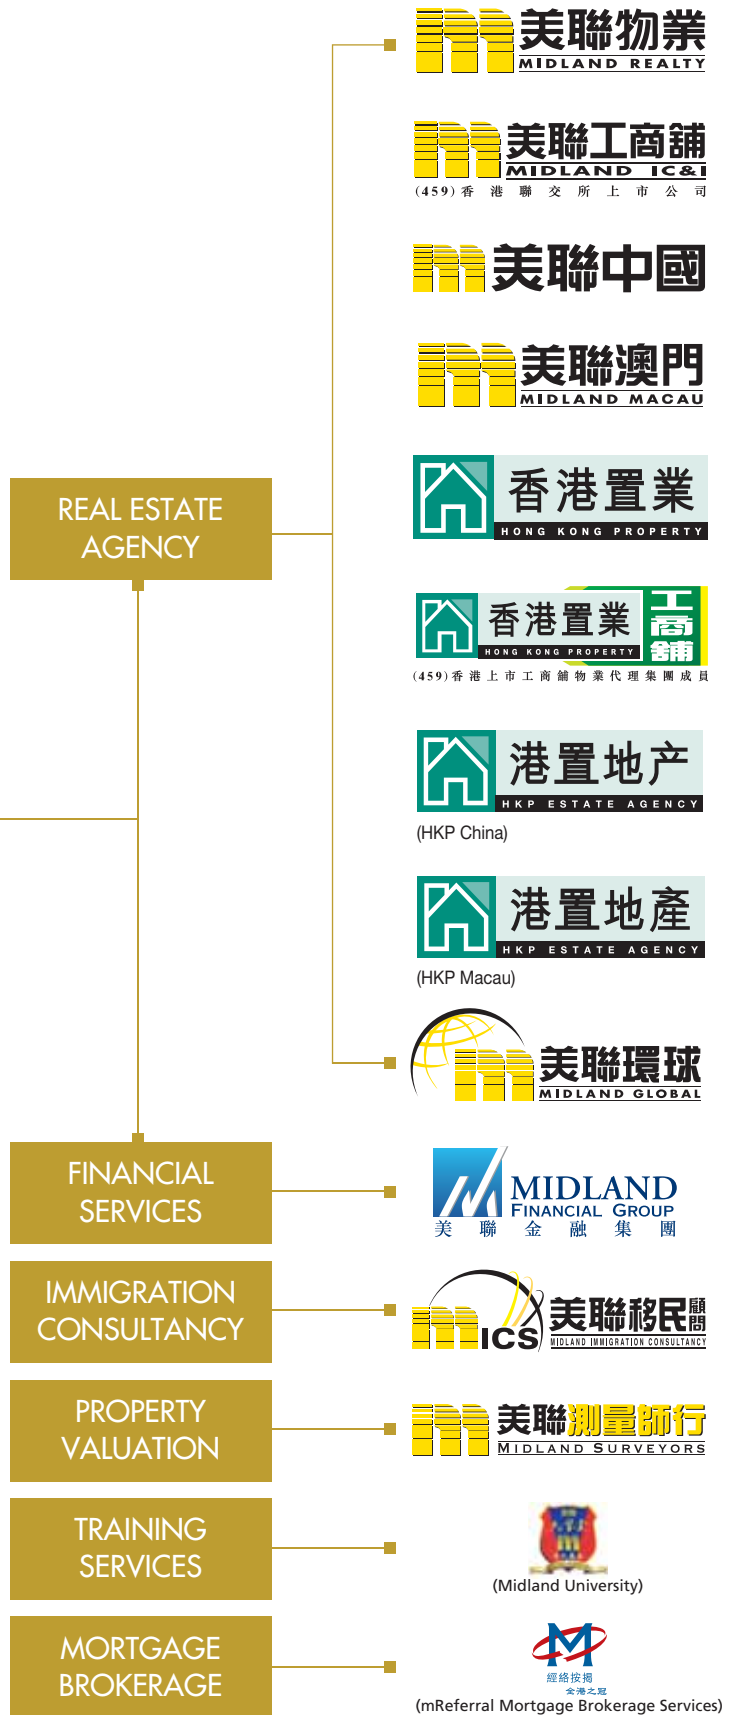 美聯物業
MIDLAND REALTY
美聯工商舖
MIDLAND IC&I
(459)香港聯交所上市公司
美聯中國
美聯澳門
MIDLAND MACAU
REAL ESTATE
AGENCY
香港置業
HONG KONG PROPERTY
香港置業
HONG KONG PROPERTY
工商舖
(459)香港上市工商舖物業代理集團成員
港置地产
HKP ESTATE AGENCY
(HKP China)
港置地產
HKP ESTATE AGENCY
(HKP Macau)
美聯環球
MIDLAND GLOBAL
FINANCIAL
SERVICES
MIDLAND
FINANCIAL GROUP
美聯金融集團
IMMIGRATION
CONSULTANCY
mICS
美聯移民顧問
MIDLAND IMMIGRATION CONSULTANCY
PROPERTY
VALUATION
美聯測量師行
MIDLAND SURVEYORS
TRAINING
SERVICES
(Midland University)
MORTGAGE
BROKERAGE
經絡按揭
全港之冠
(mReferral Mortgage Brokerage Services)